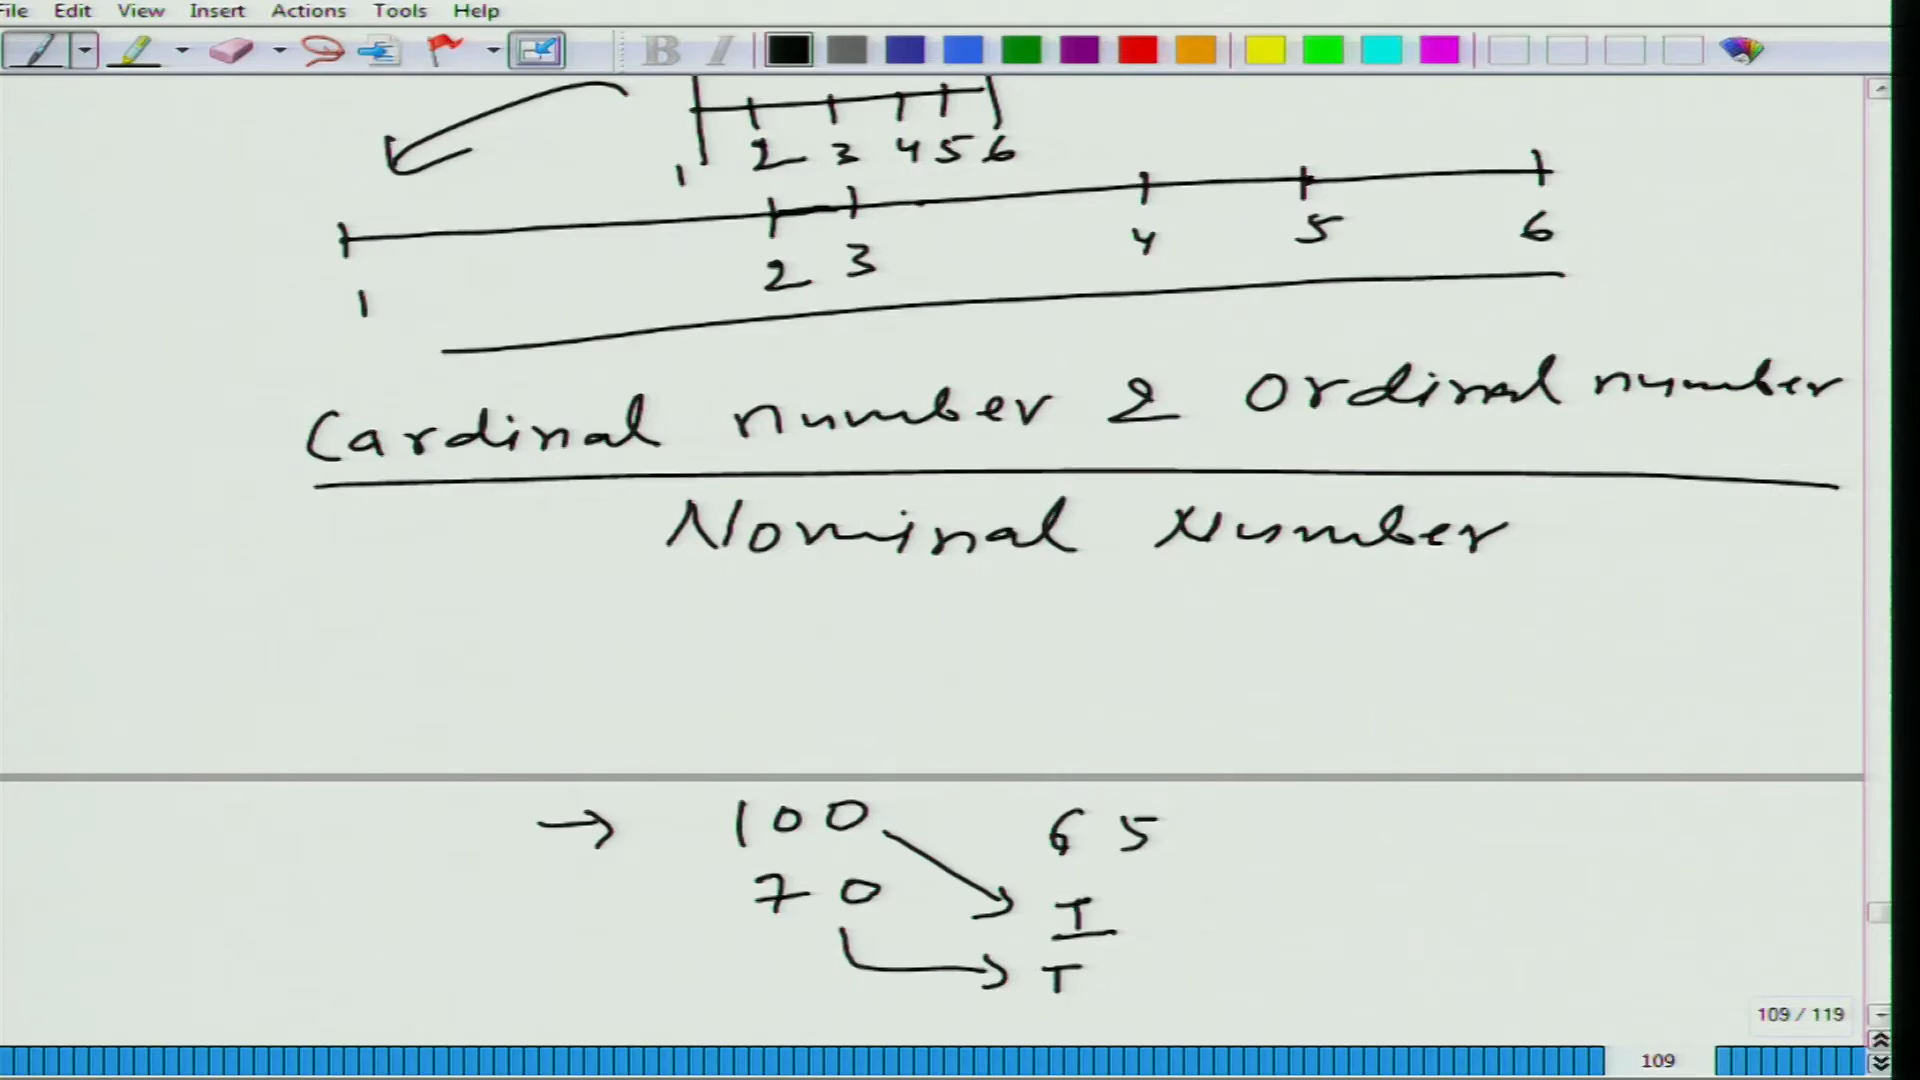 File Edit View Insert Actions Tools Help
B I
1 2 3 4 5 6
1 2 3 4 5 6
Cardinal number & Ordinal number
Nominal Number
→ 100 65
70 I
T
109 / 119
109